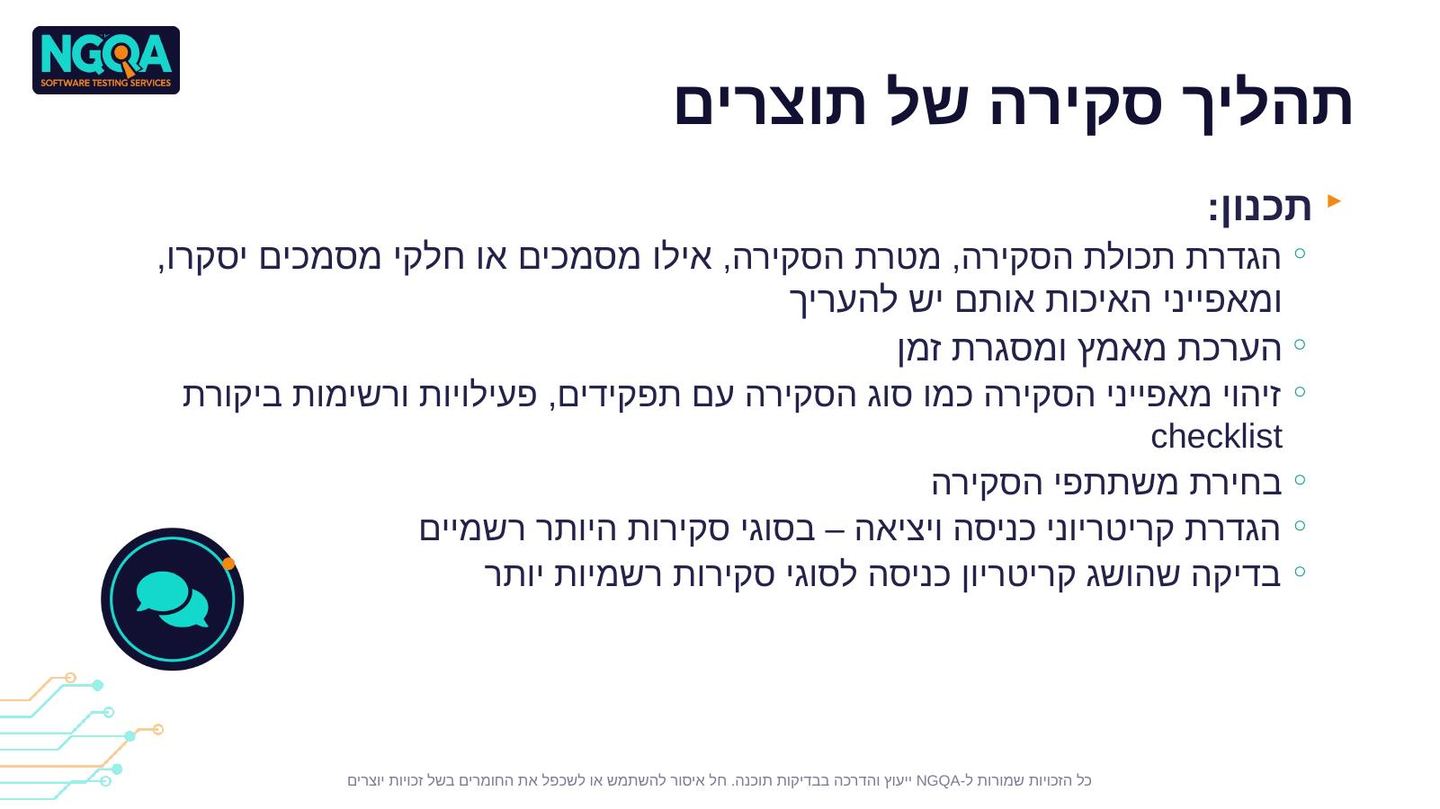 NGQA
SOFTWARE TESTING SERVICES
תהליך סקירה של תוצרים
תכנון:
הגדרת תכולת הסקירה, מטרת הסקירה, אילו מסמכים או חלקי מסמכים יסקרו,
ומאפייני האיכות אותם יש להעריך
הערכת מאמץ ומסגרת זמן
זיהוי מאפייני הסקירה כמו סוג הסקירה עם תפקידים, פעילויות ורשימות ביקורת
checklist
בחירת משתתפי הסקירה
הגדרת קריטריוני כניסה ויציאה – בסוגי סקירות היותר רשמיים
בדיקה שהושג קריטריון כניסה לסוגי סקירות רשמיות יותר
כל הזכויות שמורות ל-NGQA ייעוץ והדרכה בבדיקות תוכנה. חל איסור להשתמש או לשכפל את החומרים בשל זכויות יוצרים